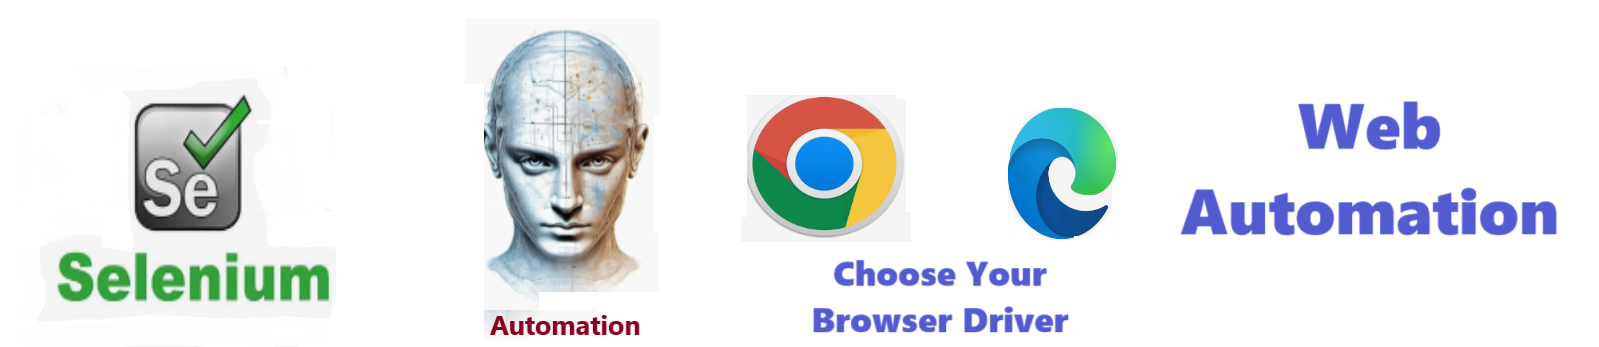 Se
Selenium
Automation
Choose Your
Browser Driver
Web
Automation